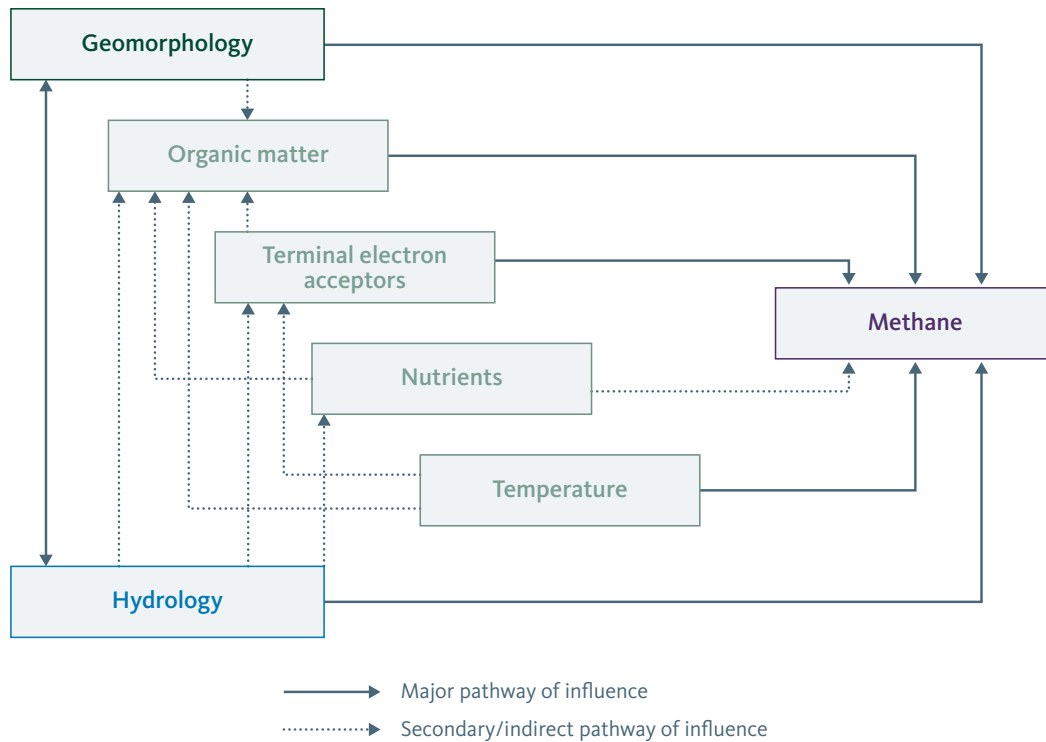 Geomorphology
Organic matter
Terminal electron
acceptors
Methane
Nutrients
Temperature
Hydrology
Major pathway of influence
Secondary/indirect pathway of influence